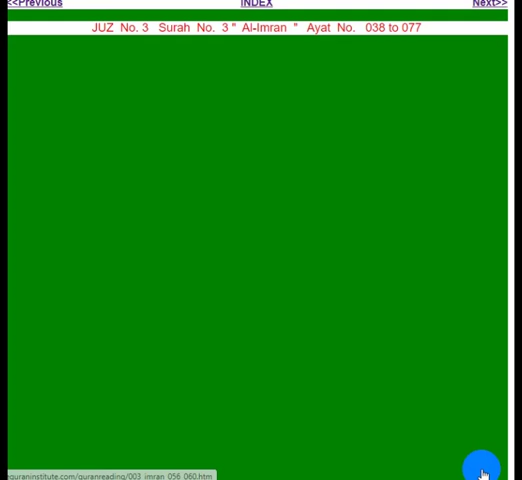 <<Previous INDEX Next>>
JUZ No. 3 Surah No. 3 " Al-Imran " Ayat No. 038 to 077
equraninstitute.com/quranreading/003_imran_056_060.htm